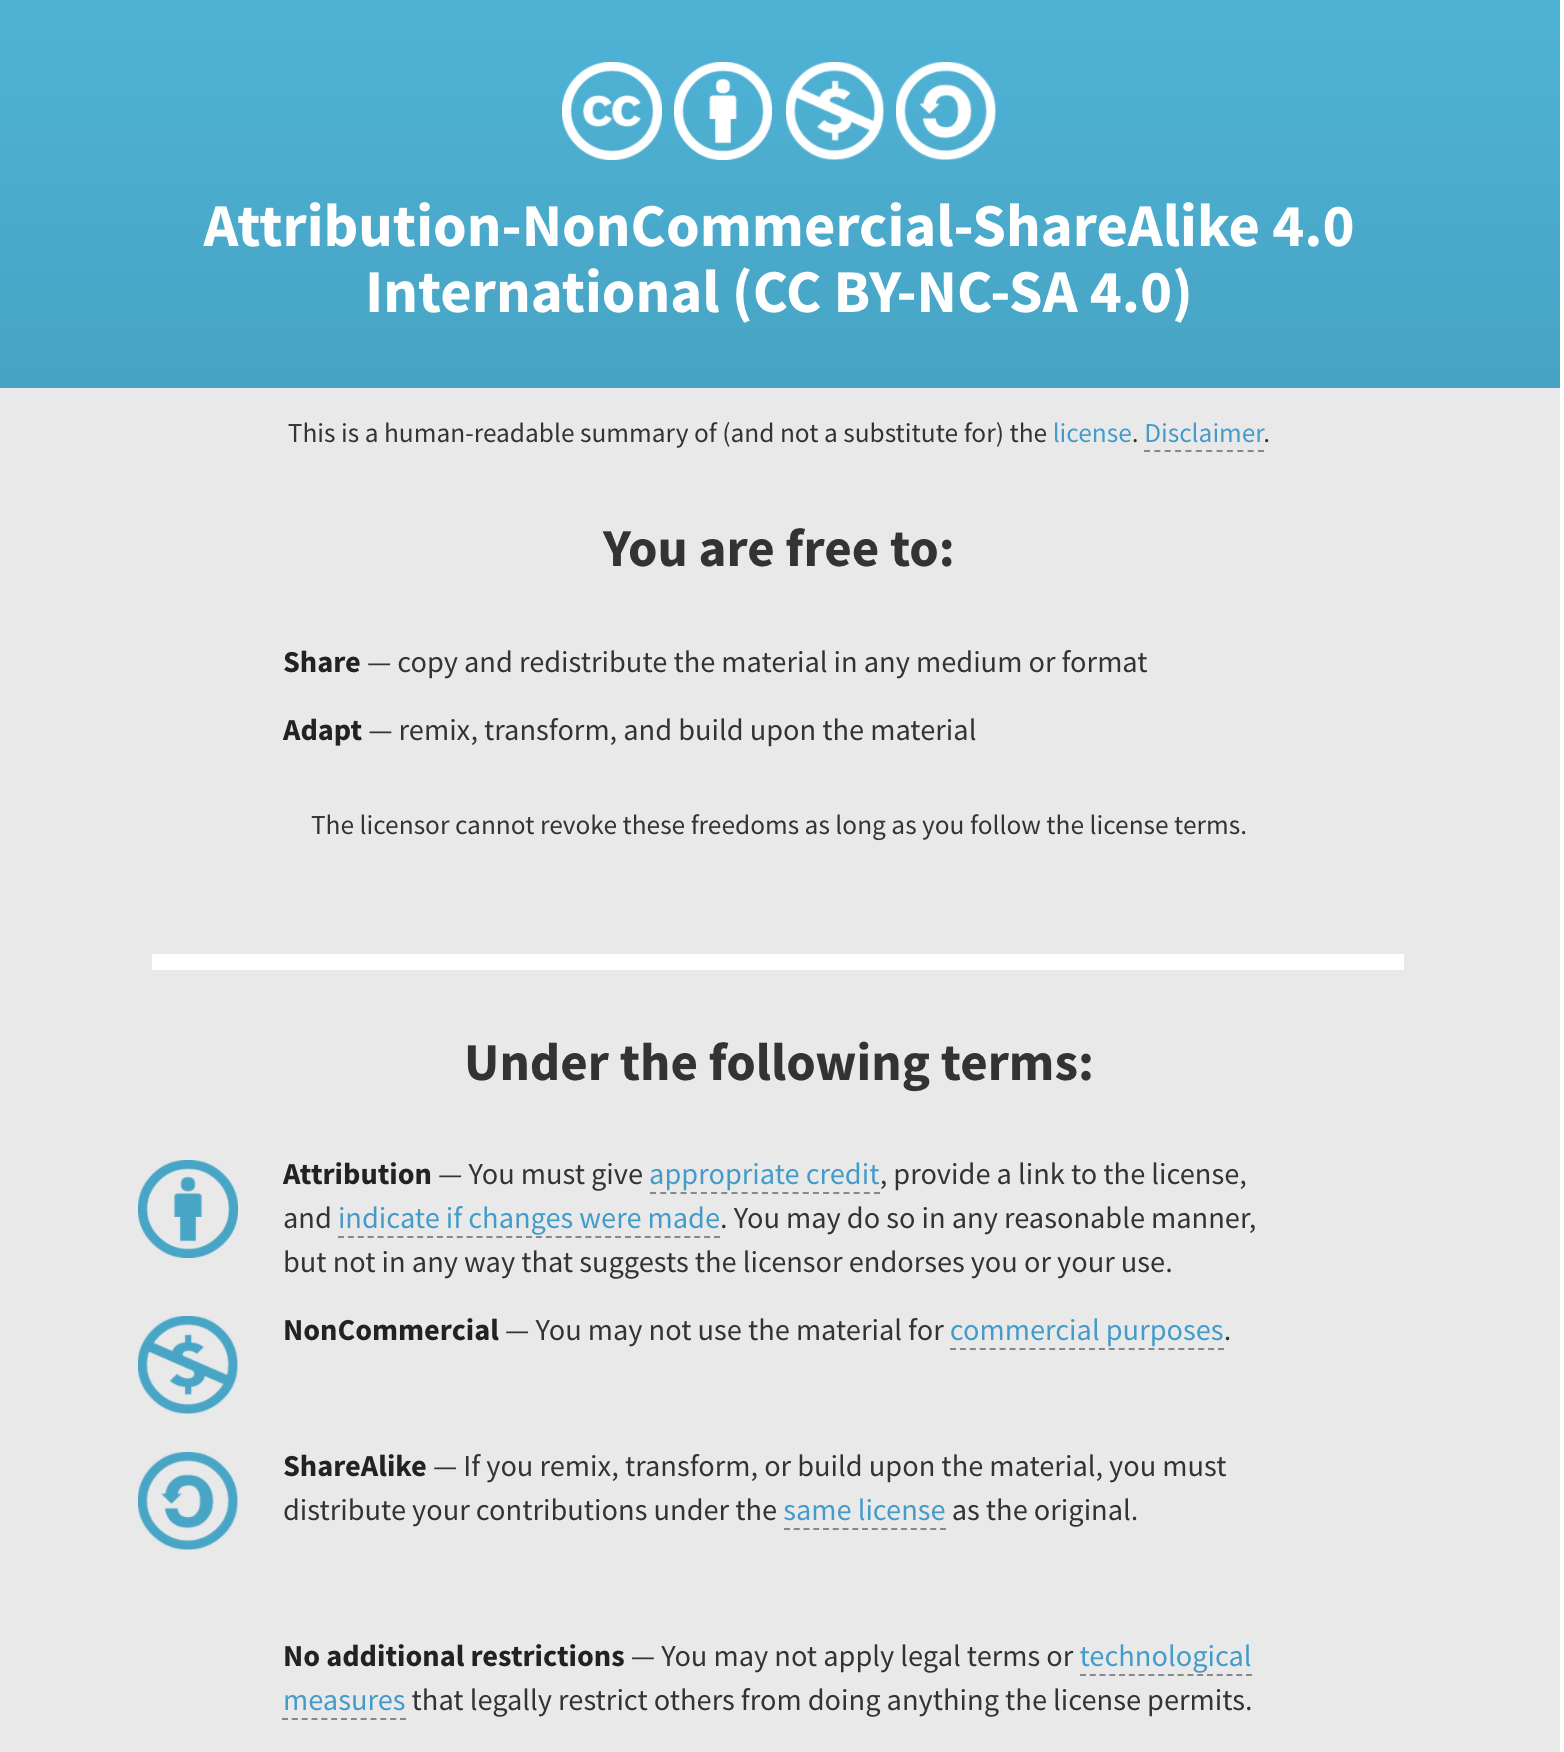 cc
Attribution-NonCommercial-ShareAlike 4.0
International (CC BY-NC-SA 4.0)
This is a human-readable summary of (and not a substitute for) the license. Disclaimer.
You are free to:
Share — copy and redistribute the material in any medium or format
Adapt — remix, transform, and build upon the material
The licensor cannot revoke these freedoms as long as you follow the license terms.
Under the following terms:
Attribution — You must give appropriate credit, provide a link to the license,
and indicate if changes were made. You may do so in any reasonable manner,
but not in any way that suggests the licensor endorses you or your use.
NonCommercial — You may not use the material for commercial purposes.
ShareAlike — If you remix, transform, or build upon the material, you must
distribute your contributions under the same license as the original.
No additional restrictions — You may not apply legal terms or technological
measures that legally restrict others from doing anything the license permits.